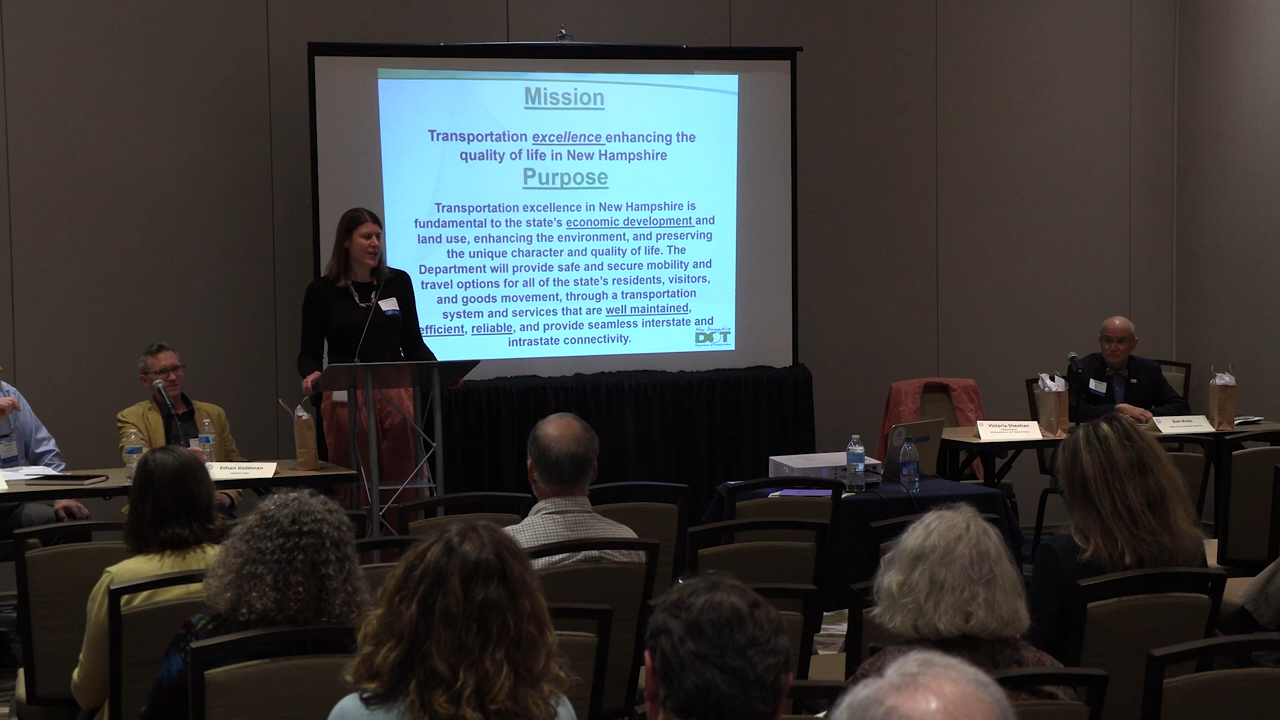 Mission
Transportation excellence enhancing the
quality of life in New Hampshire
Purpose
Transportation excellence in New Hampshire is
fundamental to the state's economic development and
land use, enhancing the environment, and preserving
the unique character and quality of life. The
Department will provide safe and secure mobility and
travel options for all of the state's residents, visitors,
and goods movement, through a transportation
system and services that are well maintained,
efficient, reliable, and provide seamless interstate and
intrastate connectivity.
New Hampshire
DOT
Ethan Goldman
Victoria Sheehan